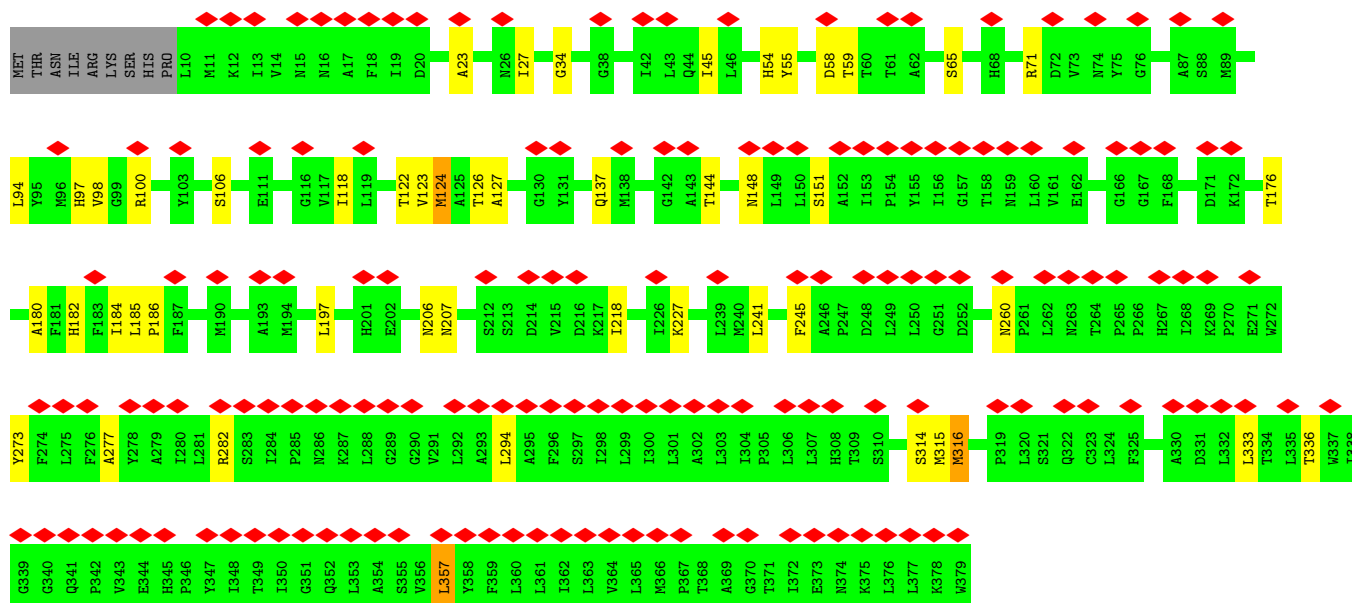 MET THR ASN ILE ARG LYS SER HIS PRO L10 M11 K12 I13 V14 N15 N16 A17 F18 I19 D20 A23 N26 I27 G34 G38 I42 L43 Q44 I45 L46 H54 Y55 D58 T59 T60 T61 A62 S65 H68 R71 D72 V73 N74 Y75 G76 A87 S88 M89
L94 Y95 M96 H97 V98 G99 R100 Y103 S106 E111 G116 V117 I118 L119 T122 V123 M124 A125 T126 A127 G130 Y131 Q137 M138 G142 A143 T144 N148 L149 L150 S151 A152 I153 P154 Y155 I156 G157 T158 N159 L160 V161 E162 G166 G167 F168 D171 K172 T176
A180 F181 H182 F183 I184 L185 P186 F187 M190 A193 M194 L197 H201 E202 N206 N207 S212 S213 D214 V215 D216 K217 I218 I226 K227 L239 M240 L241 F245 A246 P247 D248 L249 L250 G251 D252 N260 P261 L262 N263 T264 P265 P266 H267 I268 K269 P270 E271 W272
Y273 F274 L275 F276 A277 Y278 A279 I280 L281 R282 S283 I284 P285 N286 K287 L288 G289 G290 V291 L292 A293 L294 A295 F296 S297 I298 L299 I300 L301 A302 L303 I304 P305 L306 L307 H308 T309 S310 S314 M315 M316 P319 L320 S321 Q322 C323 L324 F325 A330 D331 L332 L333 T334 L335 T336 W337 I338
G339 G340 Q341 P342 V343 E344 H345 P346 Y347 I348 T349 I350 G351 Q352 L353 A354 S355 V356 L357 Y358 F359 L360 L361 I362 L363 V364 L365 M366 P367 T368 A369 G370 T371 I372 E373 N374 K375 L376 L377 K378 W379